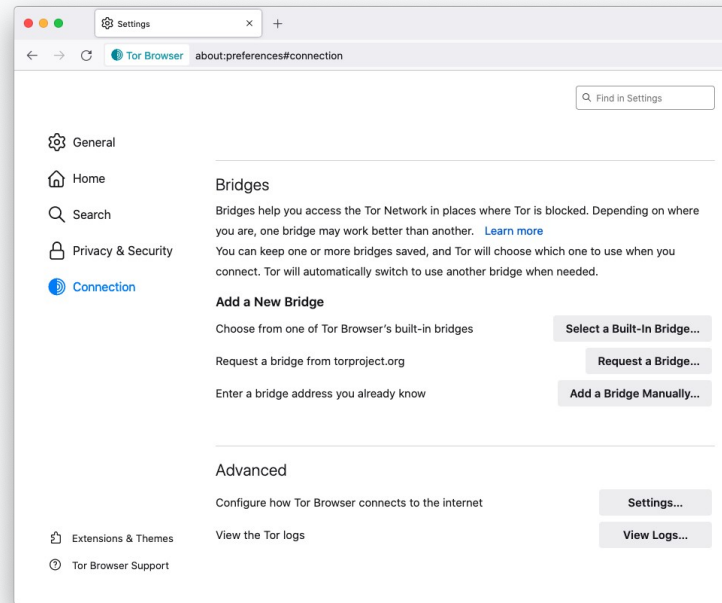 Settings
Tor Browser about:preferences#connection
Find in Settings
General
Home
Search
Privacy & Security
Connection
Bridges
Bridges help you access the Tor Network in places where Tor is blocked. Depending on where
you are, one bridge may work better than another. Learn more
You can keep one or more bridges saved, and Tor will choose which one to use when you
connect. Tor will automatically switch to use another bridge when needed.
Add a New Bridge
Choose from one of Tor Browser's built-in bridges Select a Built-In Bridge...
Request a bridge from torproject.org Request a Bridge...
Enter a bridge address you already know Add a Bridge Manually...
Advanced
Configure how Tor Browser connects to the internet Settings...
View the Tor logs View Logs...
Extensions & Themes
Tor Browser Support